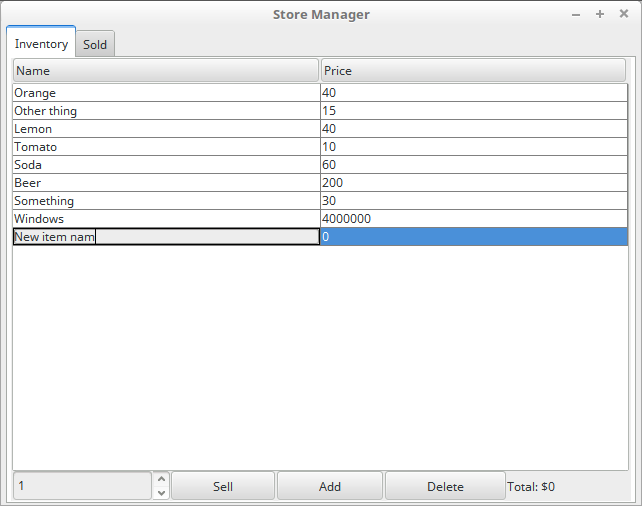 Store Manager
Inventory Sold
Name Price
Orange 40
Other thing 15
Lemon 40
Tomato 10
Soda 60
Beer 200
Something 30
Windows 4000000
New item nam 0
1 Sell Add Delete Total: $0